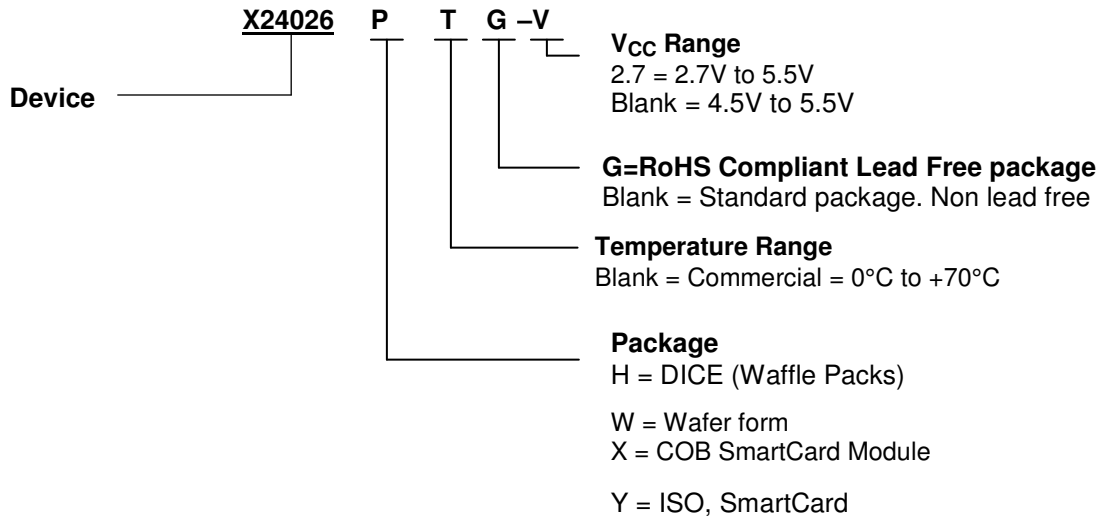 X24026 P T G –V
Device
VCC Range
2.7 = 2.7V to 5.5V
Blank = 4.5V to 5.5V
G=RoHS Compliant Lead Free package
Blank = Standard package. Non lead free
Temperature Range
Blank = Commercial = 0°C to +70°C
Package
H = DICE (Waffle Packs)
W = Wafer form
X = COB SmartCard Module
Y = ISO, SmartCard